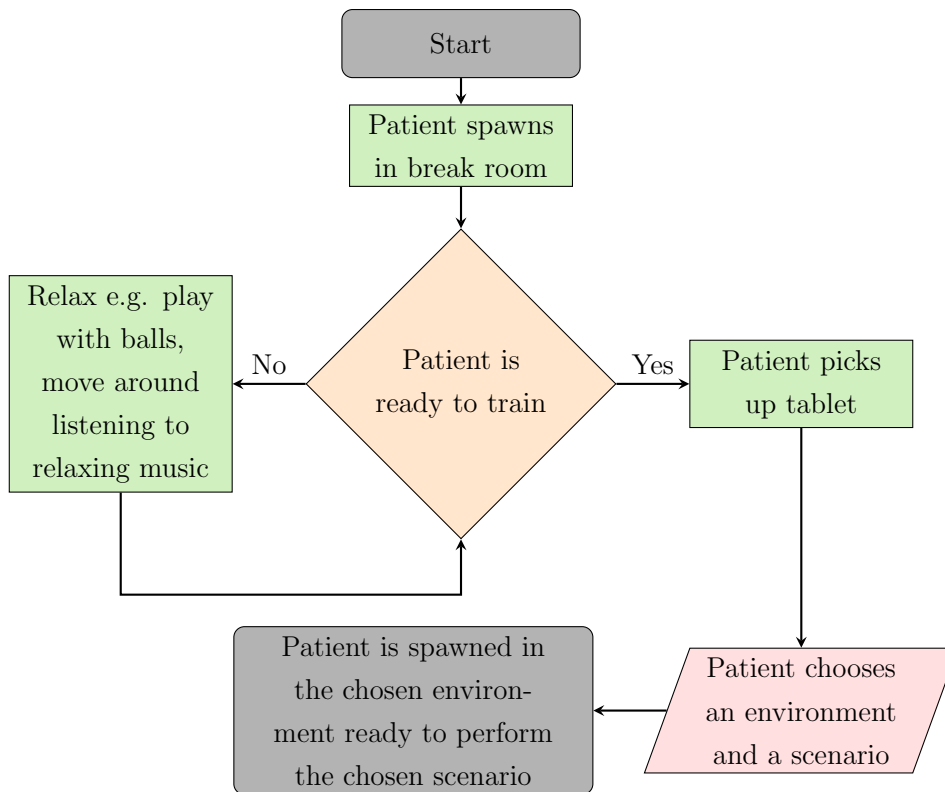 Start
Patient spawns
in break room
Relax e.g. play
with balls,
move around
listening to
relaxing music
No
Patient is
ready to train
Yes
Patient picks
up tablet
Patient is spawned in
the chosen environ-
ment ready to perform
the chosen scenario
Patient chooses
an environment
and a scenario